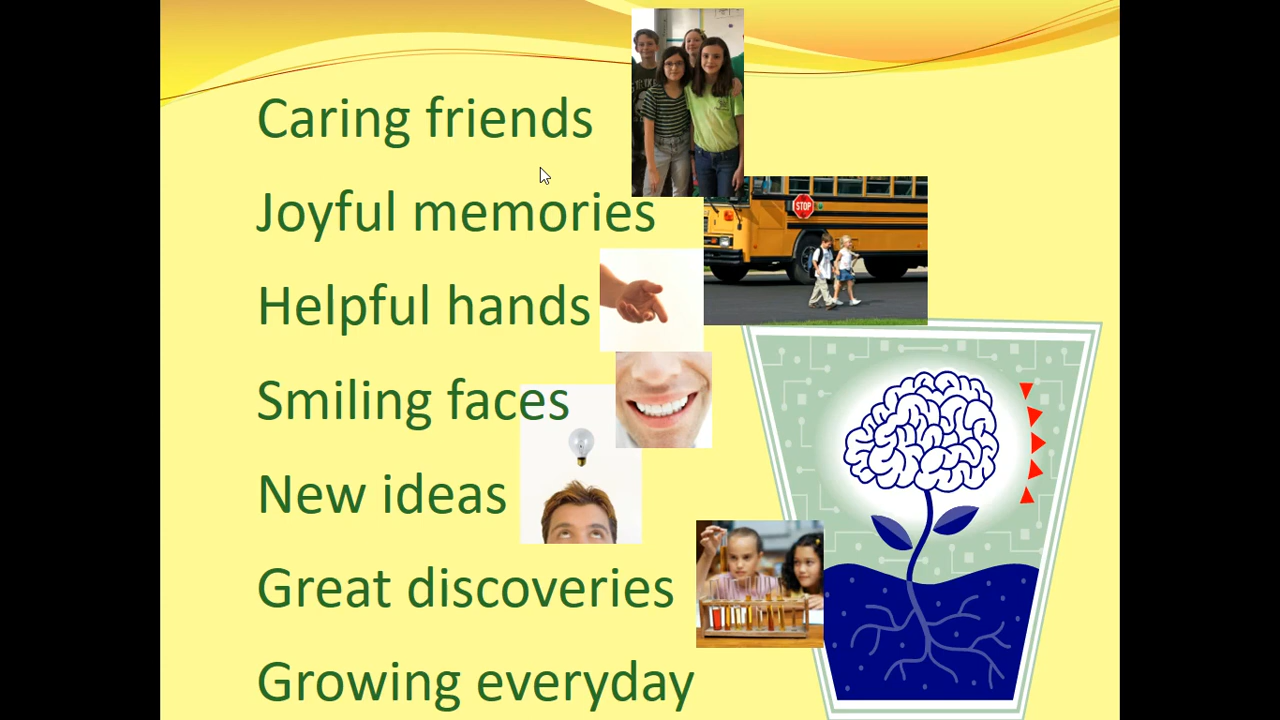 Caring friends
Joyful memories
STOP
Helpful hands
Smiling faces
New ideas
Great discoveries
Growing everyday